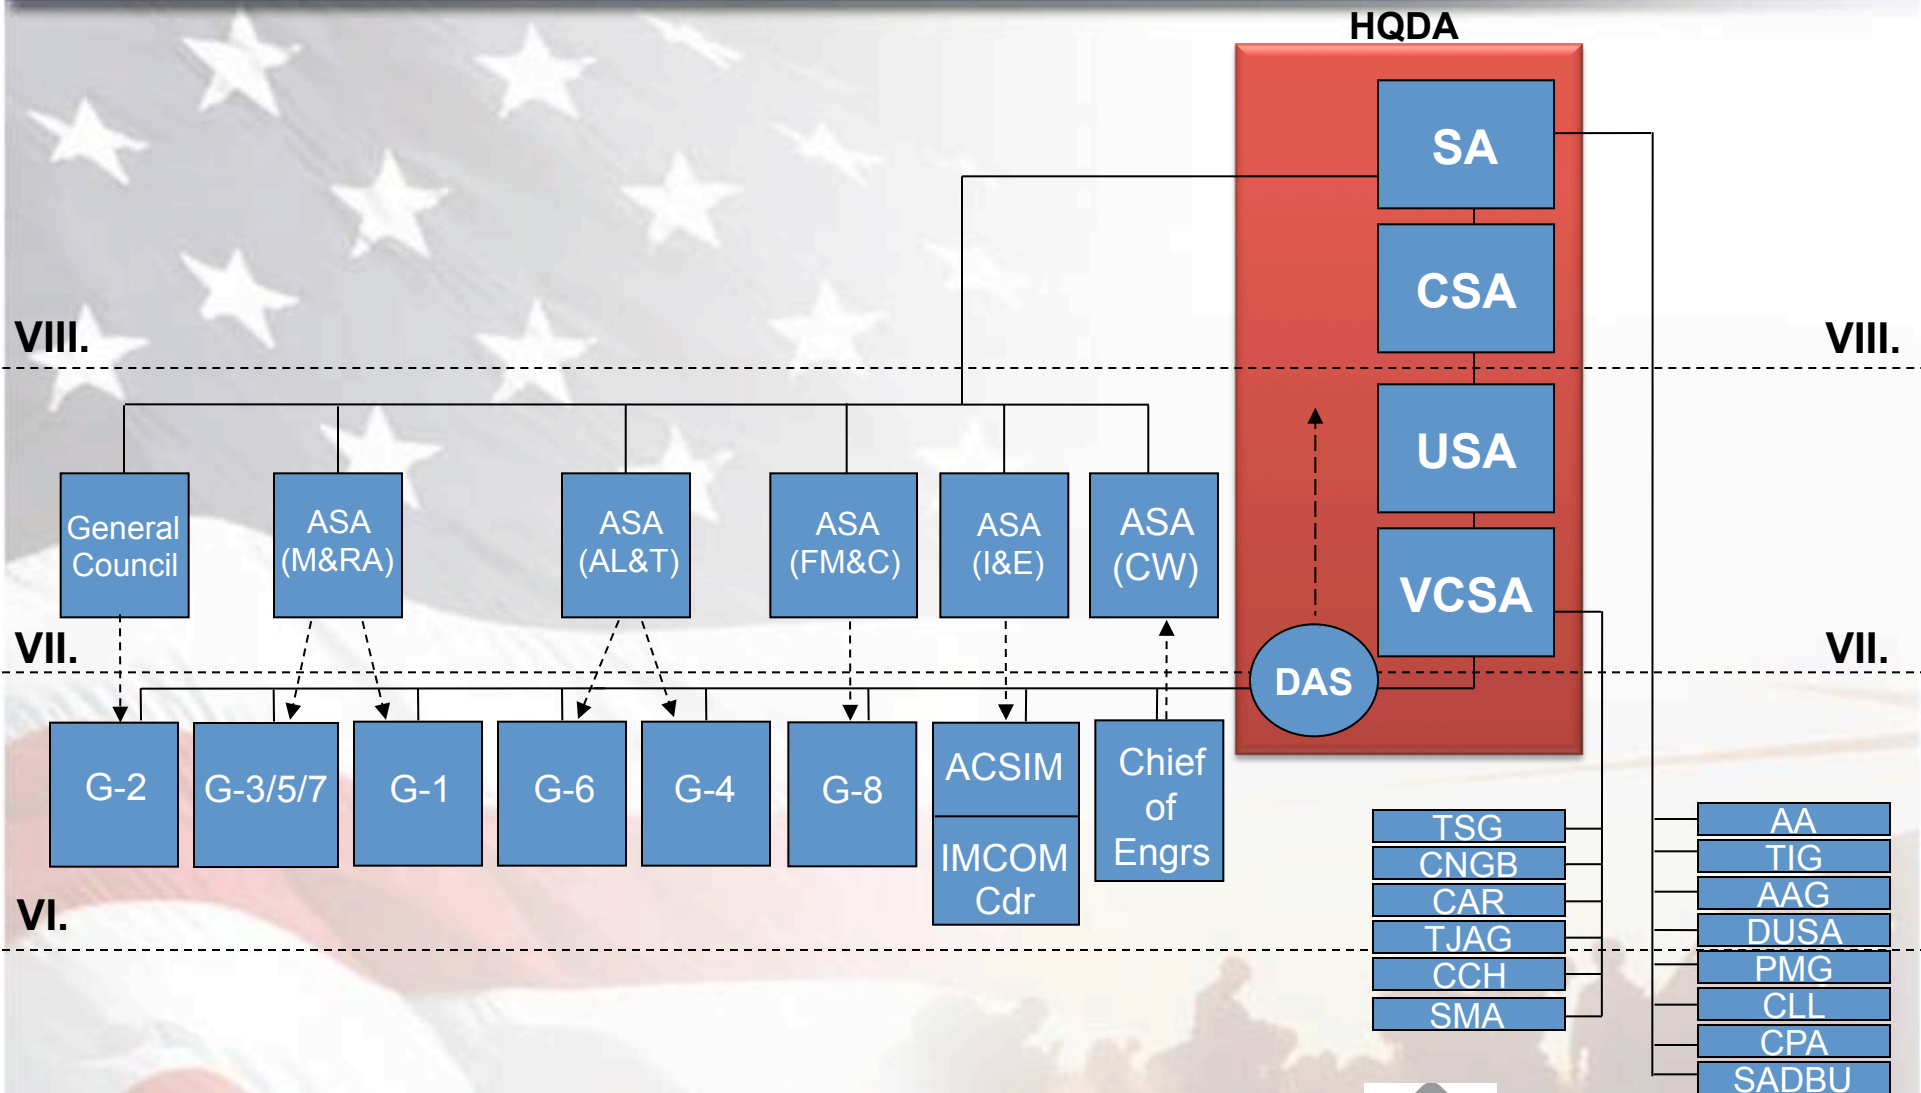 HQDA
SA
CSA
VIII.
VIII.
USA
General
Council
ASA
(M&RA)
ASA
(AL&T)
ASA
(FM&C)
ASA
(I&E)
ASA
(CW)
VCSA
VII.
VII.
DAS
G-2
G-3/5/7
G-1
G-6
G-4
G-8
ACSIM
IMCOM
Cdr
Chief
of
Engrs
VI.
TSG
CNGB
CAR
TJAG
CCH
SMA
AA
TIG
AAG
DUSA
PMG
CLL
CPA
SADBU